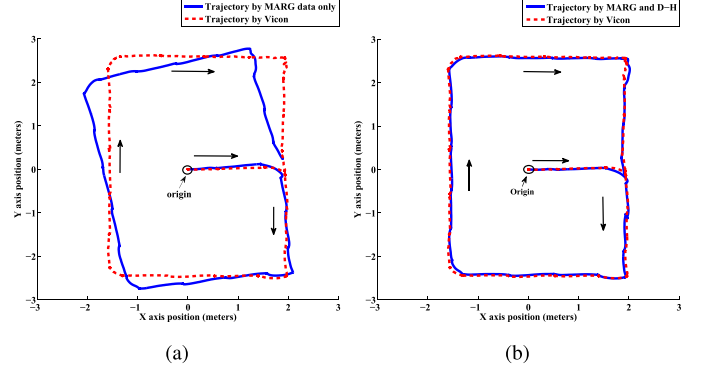 Trajectory by MARG data only
Trajectory by Vicon
3
2
1
0
−1
−2
−3
−3
−2
−1
0
1
2
3
Y axis position (meters)
X axis position (meters)
origin
(a)
Trajectory by MARG and D−H
Trajectory by Vicon
3
2
1
0
−1
−2
−3
−3
−2
−1
0
1
2
3
Y axis position (meters)
X axis position (meters)
Origin
(b)